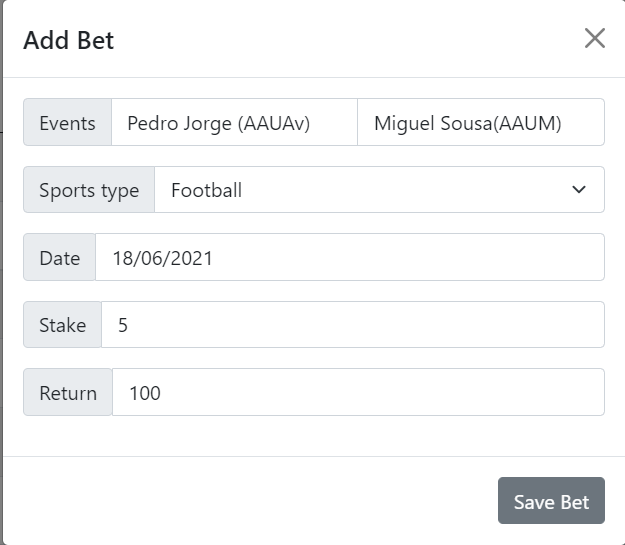 Add Bet
Events Pedro Jorge (AAUAv) Miguel Sousa(AAUM)
Sports type Football
Date 18/06/2021
Stake 5
Return 100
Save Bet